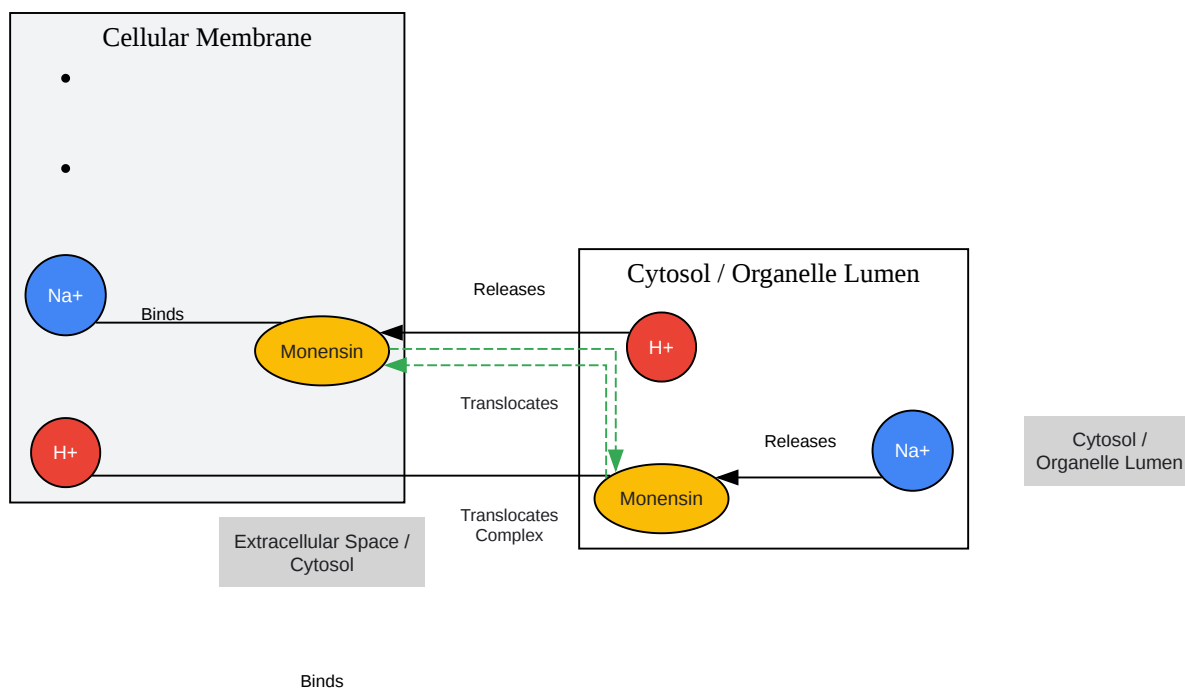 Cellular Membrane
Cytosol / Organelle Lumen
Releases
Na+
Binds
Monensin
H+
Translocates
Releases
Na+
Cytosol /
Organelle Lumen
H+
Monensin
Translocates
Complex
Extracellular Space /
Cytosol
Binds